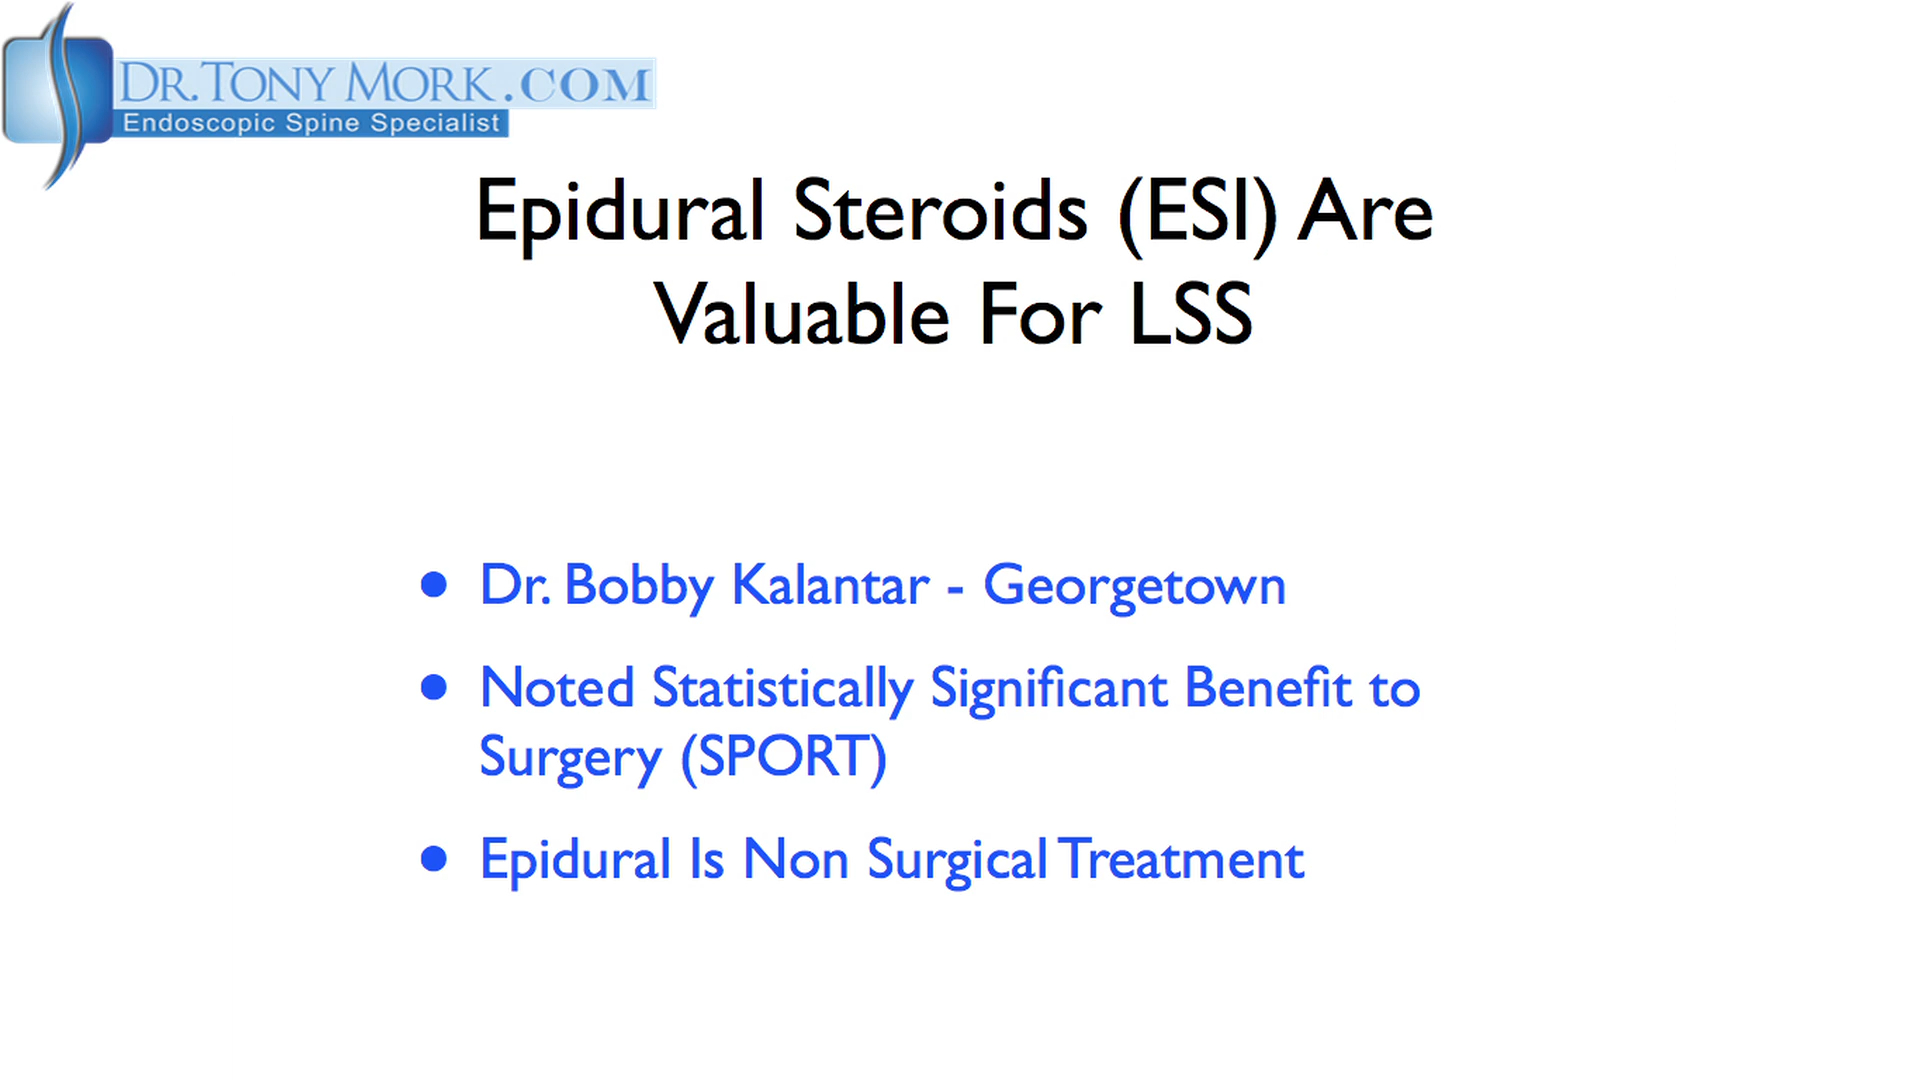 DR. TONY MORK.COM
Endoscopic Spine Specialist
Epidural Steroids (ESI) Are
Valuable For LSS
• Dr. Bobby Kalantar - Georgetown
• Noted Statistically Significant Benefit to
Surgery (SPORT)
• Epidural Is Non Surgical Treatment